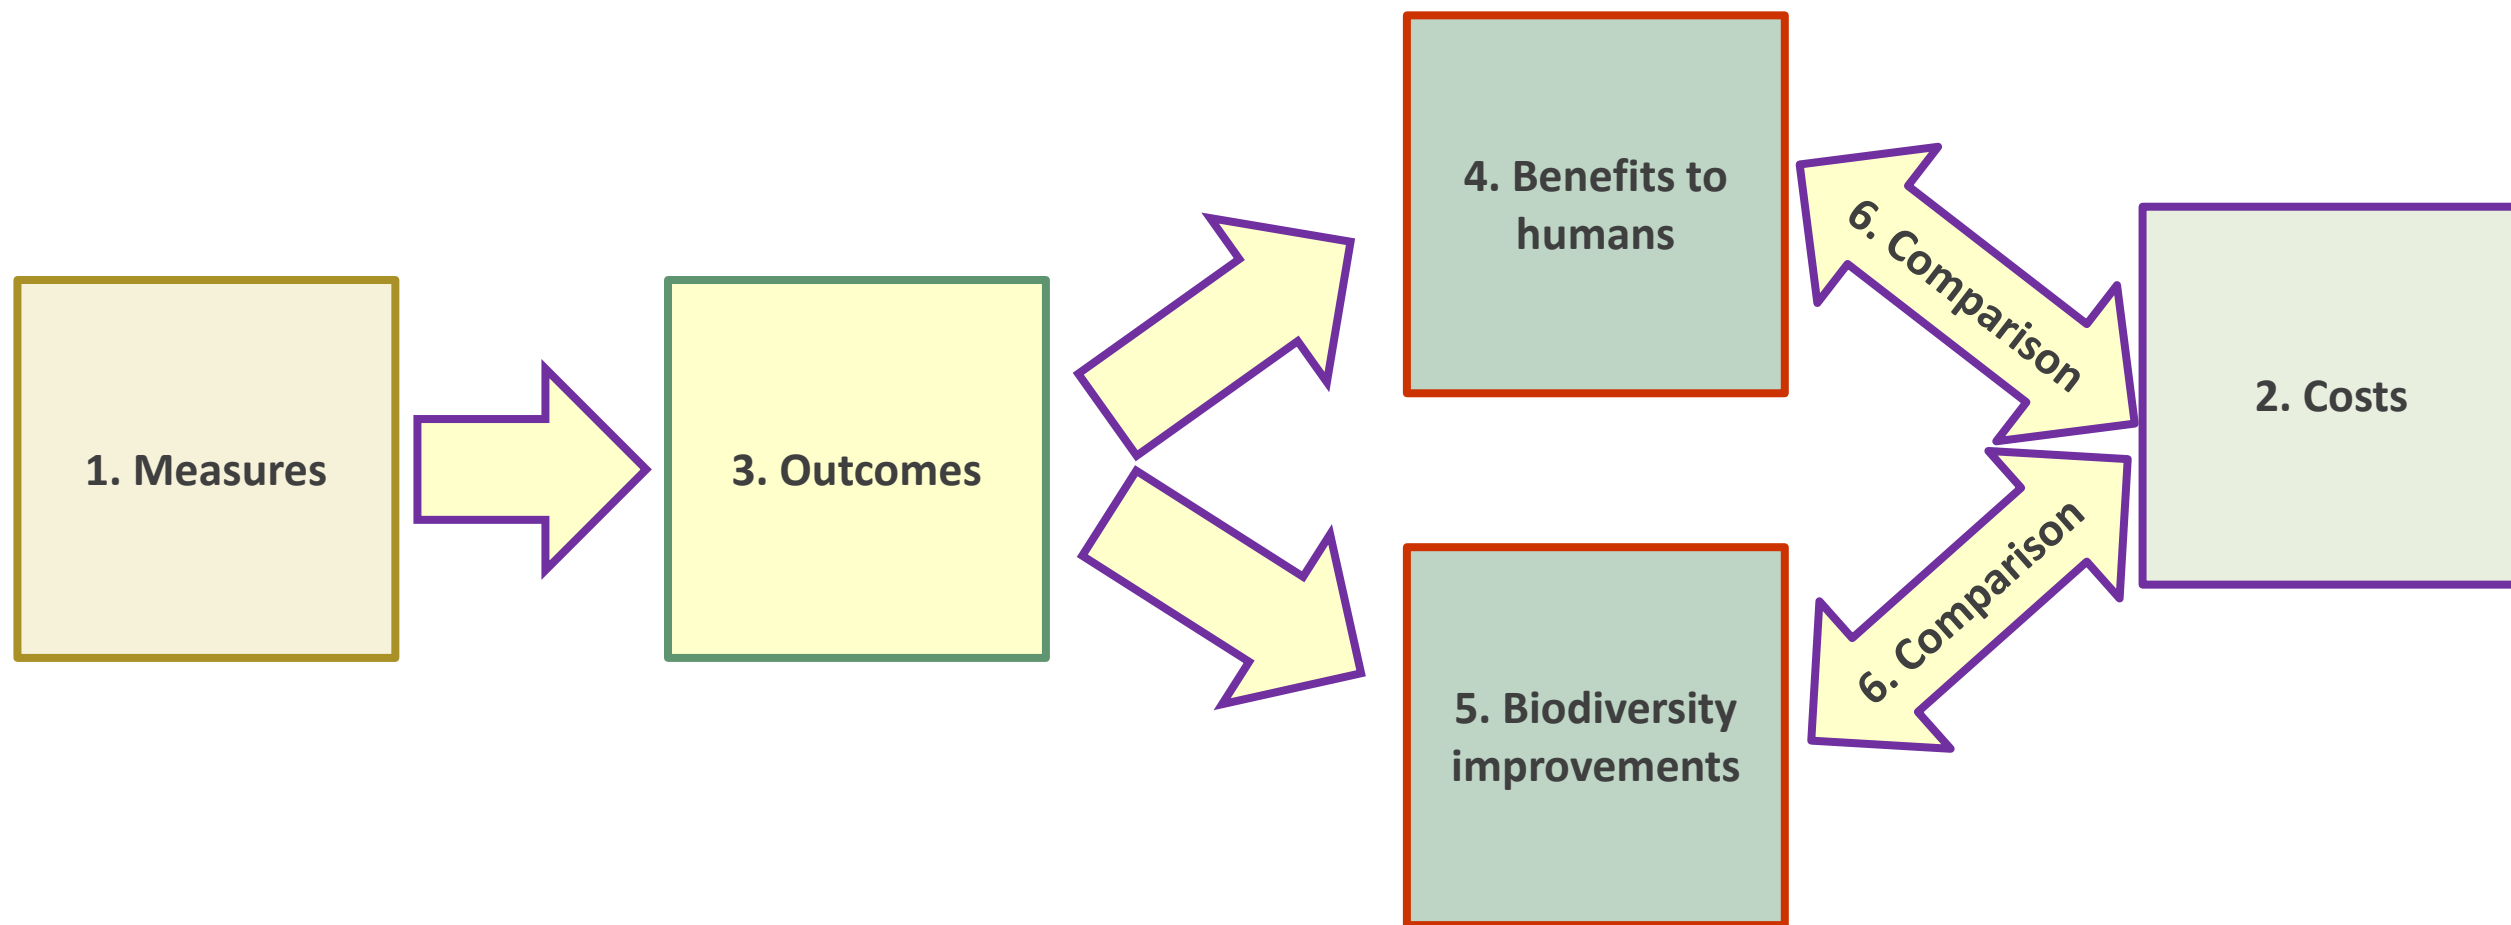 1. Measures
3. Outcomes
4. Benefits to
humans
5. Biodiversity
improvements
6. Comparison
6. Comparison
2. Costs